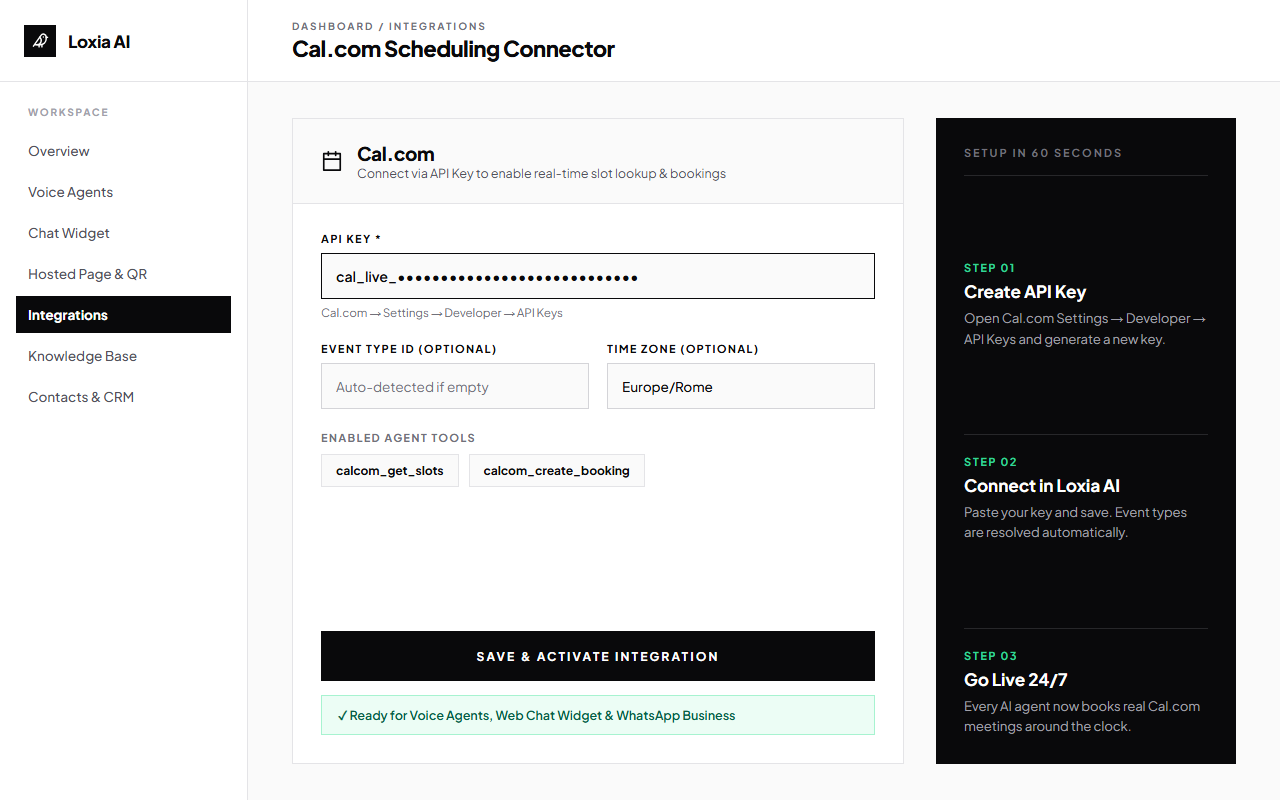 Loxia AI
DASHBOARD / INTEGRATIONS
Cal.com Scheduling Connector
WORKSPACE
Overview
Voice Agents
Chat Widget
Hosted Page & QR
Integrations
Knowledge Base
Contacts & CRM
Cal.com
Connect via API Key to enable real-time slot lookup & bookings
API KEY *
cal_live_••••••••••••••••••••••••••••
Cal.com → Settings → Developer → API Keys
EVENT TYPE ID (OPTIONAL)
TIME ZONE (OPTIONAL)
Auto-detected if empty
Europe/Rome
ENABLED AGENT TOOLS
calcom_get_slots
calcom_create_booking
SAVE & ACTIVATE INTEGRATION
✓ Ready for Voice Agents, Web Chat Widget & WhatsApp Business
SETUP IN 60 SECONDS
STEP 01
Create API Key
Open Cal.com Settings → Developer →
API Keys and generate a new key.
STEP 02
Connect in Loxia AI
Paste your key and save. Event types
are resolved automatically.
STEP 03
Go Live 24/7
Every AI agent now books real Cal.com
meetings around the clock.